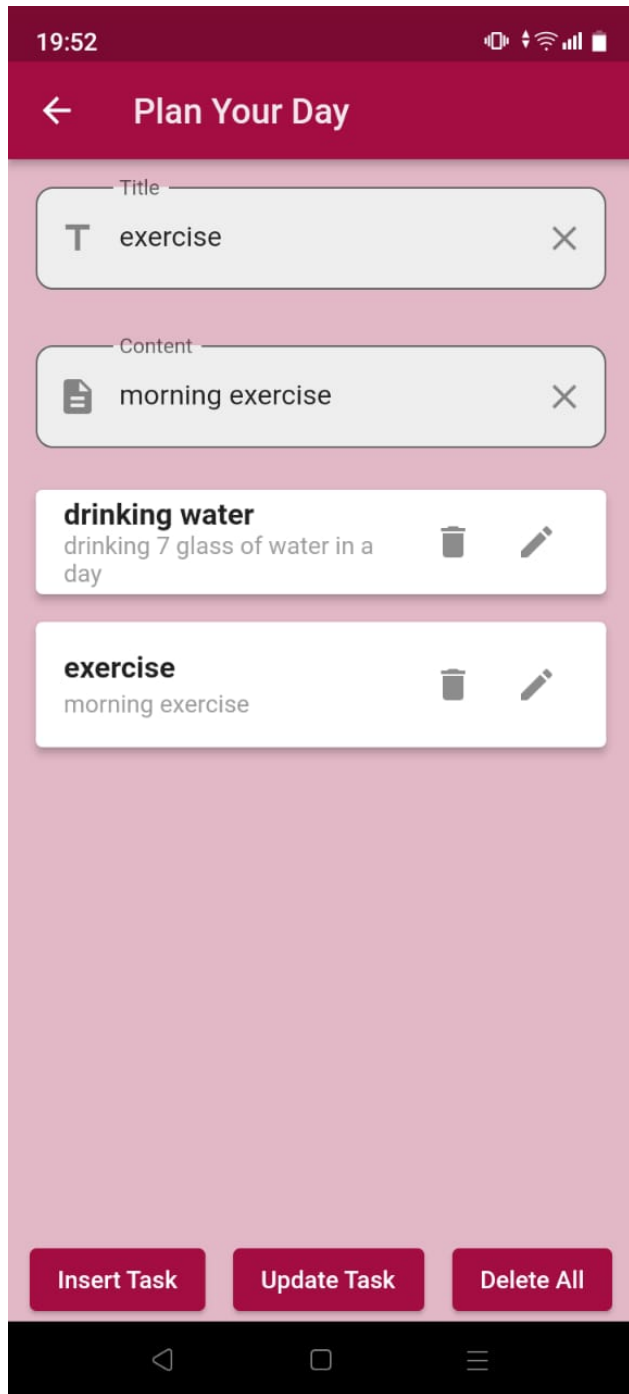 19:52
Plan Your Day
Title
exercise
Content
morning exercise
drinking water
drinking 7 glass of water in a
day
exercise
morning exercise
Insert Task
Update Task
Delete All